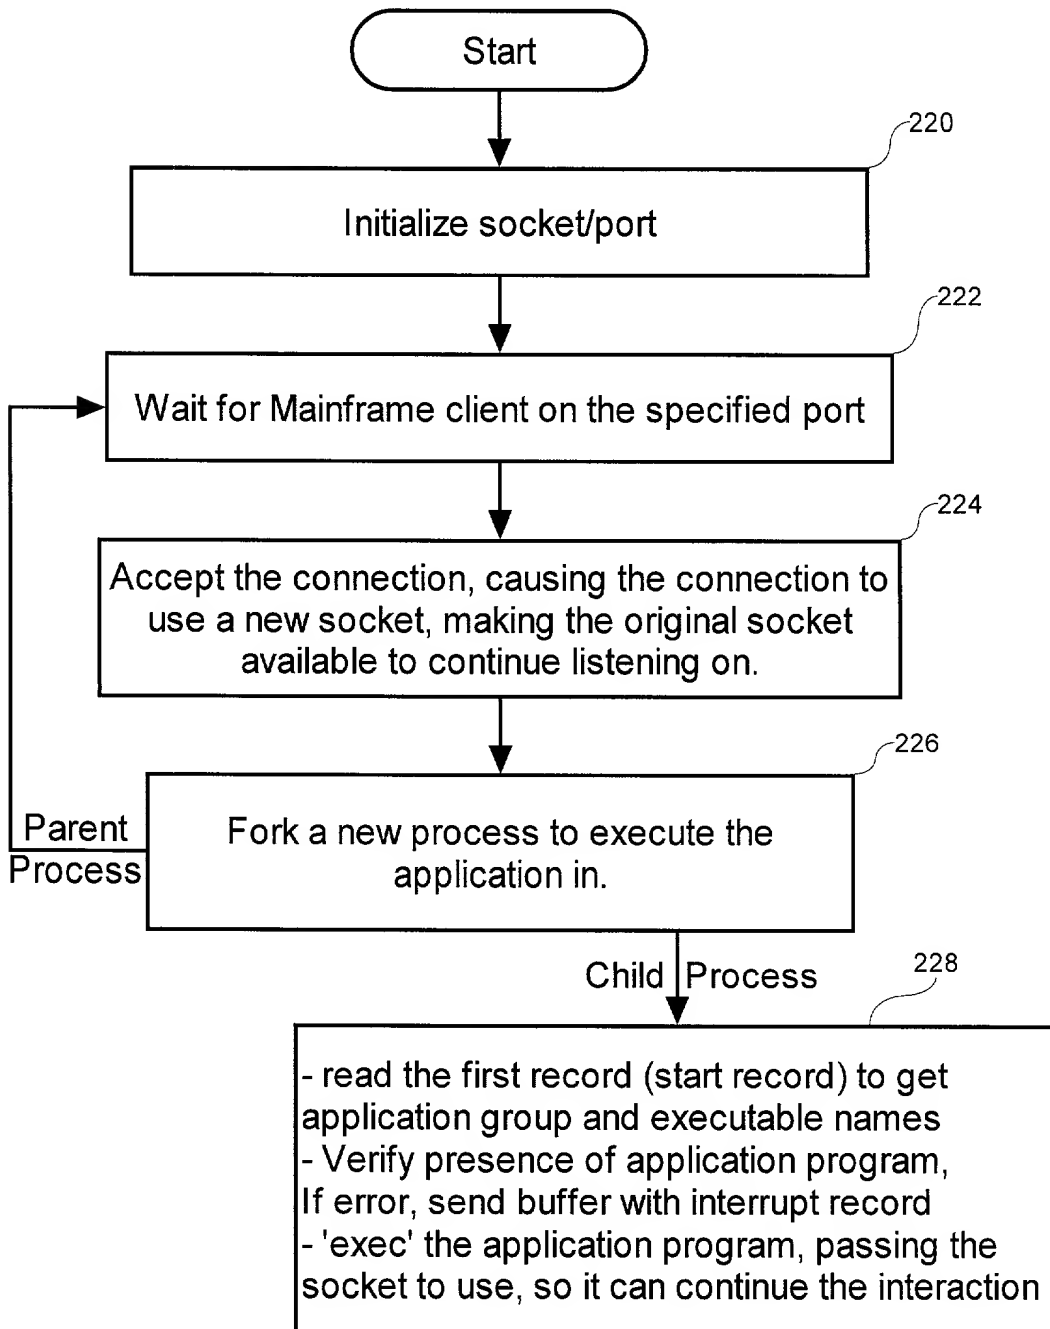 Start
220
Initialize socket/port
222
Wait for Mainframe client on the specified port
224
Accept the connection, causing the connection to
use a new socket, making the original socket
available to continue listening on.
226
Fork a new process to execute the
application in.
Parent
Process
Child Process
228
- read the first record (start record) to get
application group and executable names
- Verify presence of application program,
If error, send buffer with interrupt record
- 'exec' the application program, passing the
socket to use, so it can continue the interaction